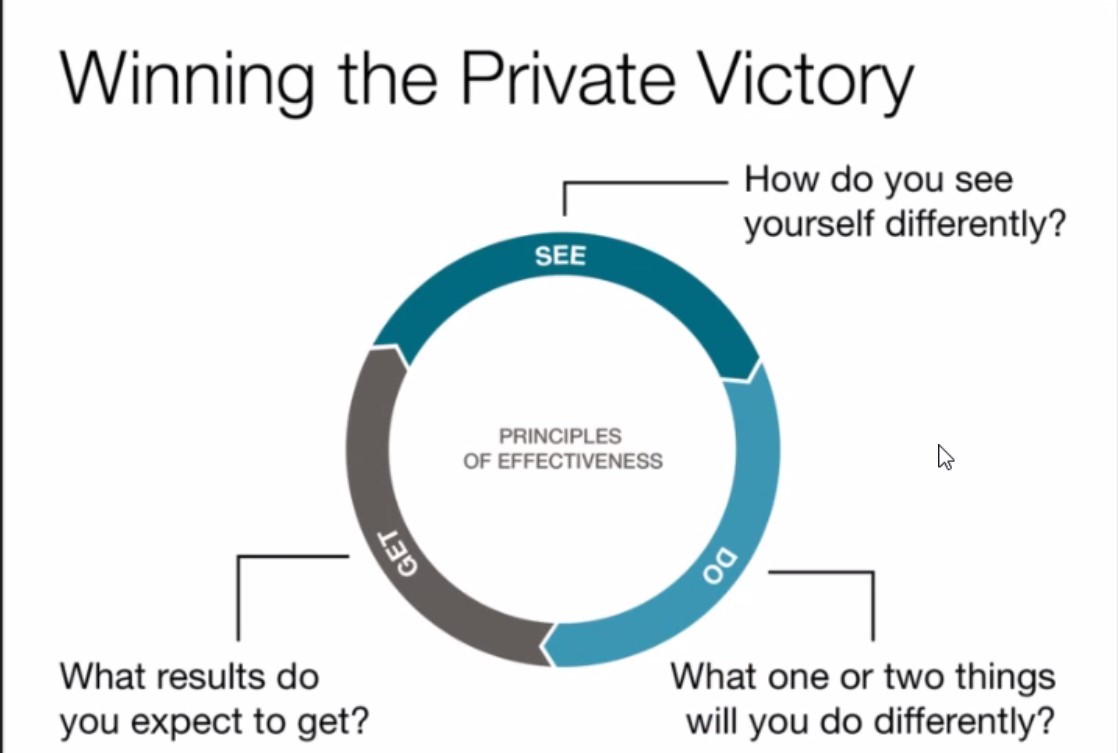 Winning the Private Victory
How do you see
yourself differently?
SEE
PRINCIPLES
OF EFFECTIVENESS
GET
DO
What results do
you expect to get?
What one or two things
will you do differently?